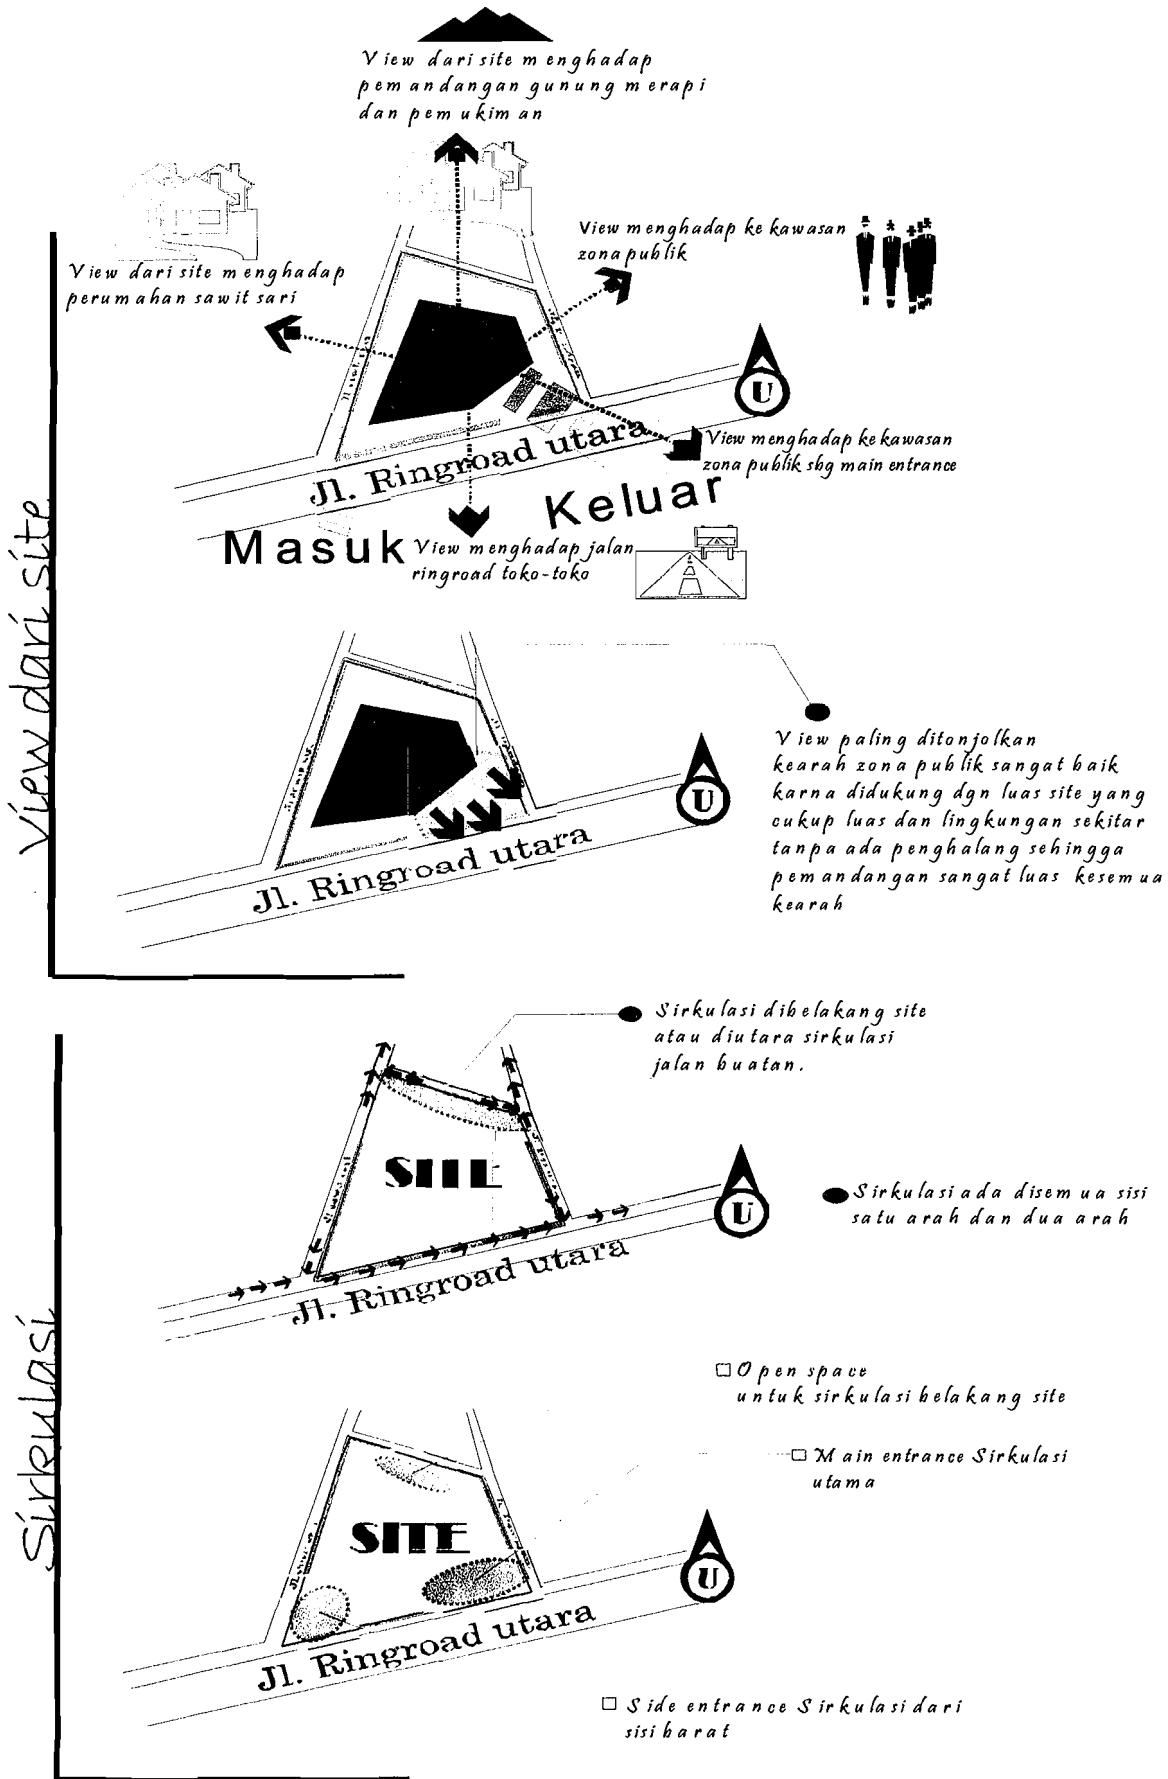 View dari site menghadap
pemandangan gunung merapi
dan pemukiman
View menghadap ke kawasan
zona publik
View dari site menghadap
perumahan sawit sari
U
Jl. Ringroad utara
View menghadap ke kawasan
zona publik sbg main entrance
Keluar
Masuk
View menghadap jalan
ringroad toko-toko
View dari site
U
View paling ditonjolkan
kearah zona publik sangat baik
karna didukung dgn luas site yang
cukup luas dan lingkungan sekitar
tanpa ada penghalang sehingga
pemandangan sangat luas kesemua
kearah
Jl. Ringroad utara
Sirkulasi dibelakang site
atau diutara sirkulasi
jalan buatan.
SITE
U
Sirkulasi ada disemua sisi
satu arah dan dua arah
Jl. Ringroad utara
Sirkulasi
Open space
untuk sirkulasi belakang site
Main entrance Sirkulasi
utama
SITE
U
Jl. Ringroad utara
Side entrance Sirkulasi dari
sisi barat